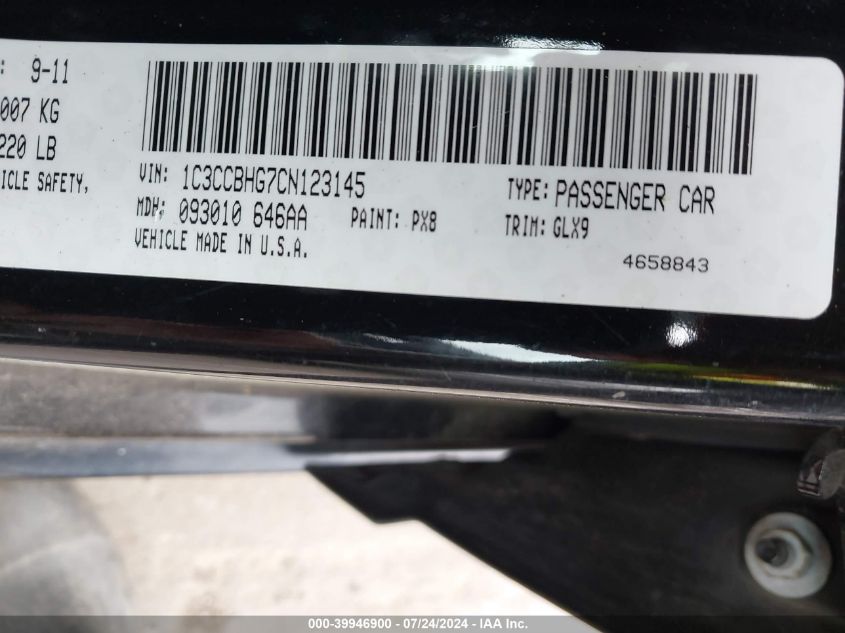 : 9-11
007 KG
220 LB
ICLE SAFETY,
VIN: 1C3CCBHG7CN123145
TYPE: PASSENGER CAR
MDH: 093010 646AA
PAINT: PX8
TRIM: GLX9
VEHICLE MADE IN U.S.A.
4658843
000-39946900 - 07/24/2024 - IAA Inc.